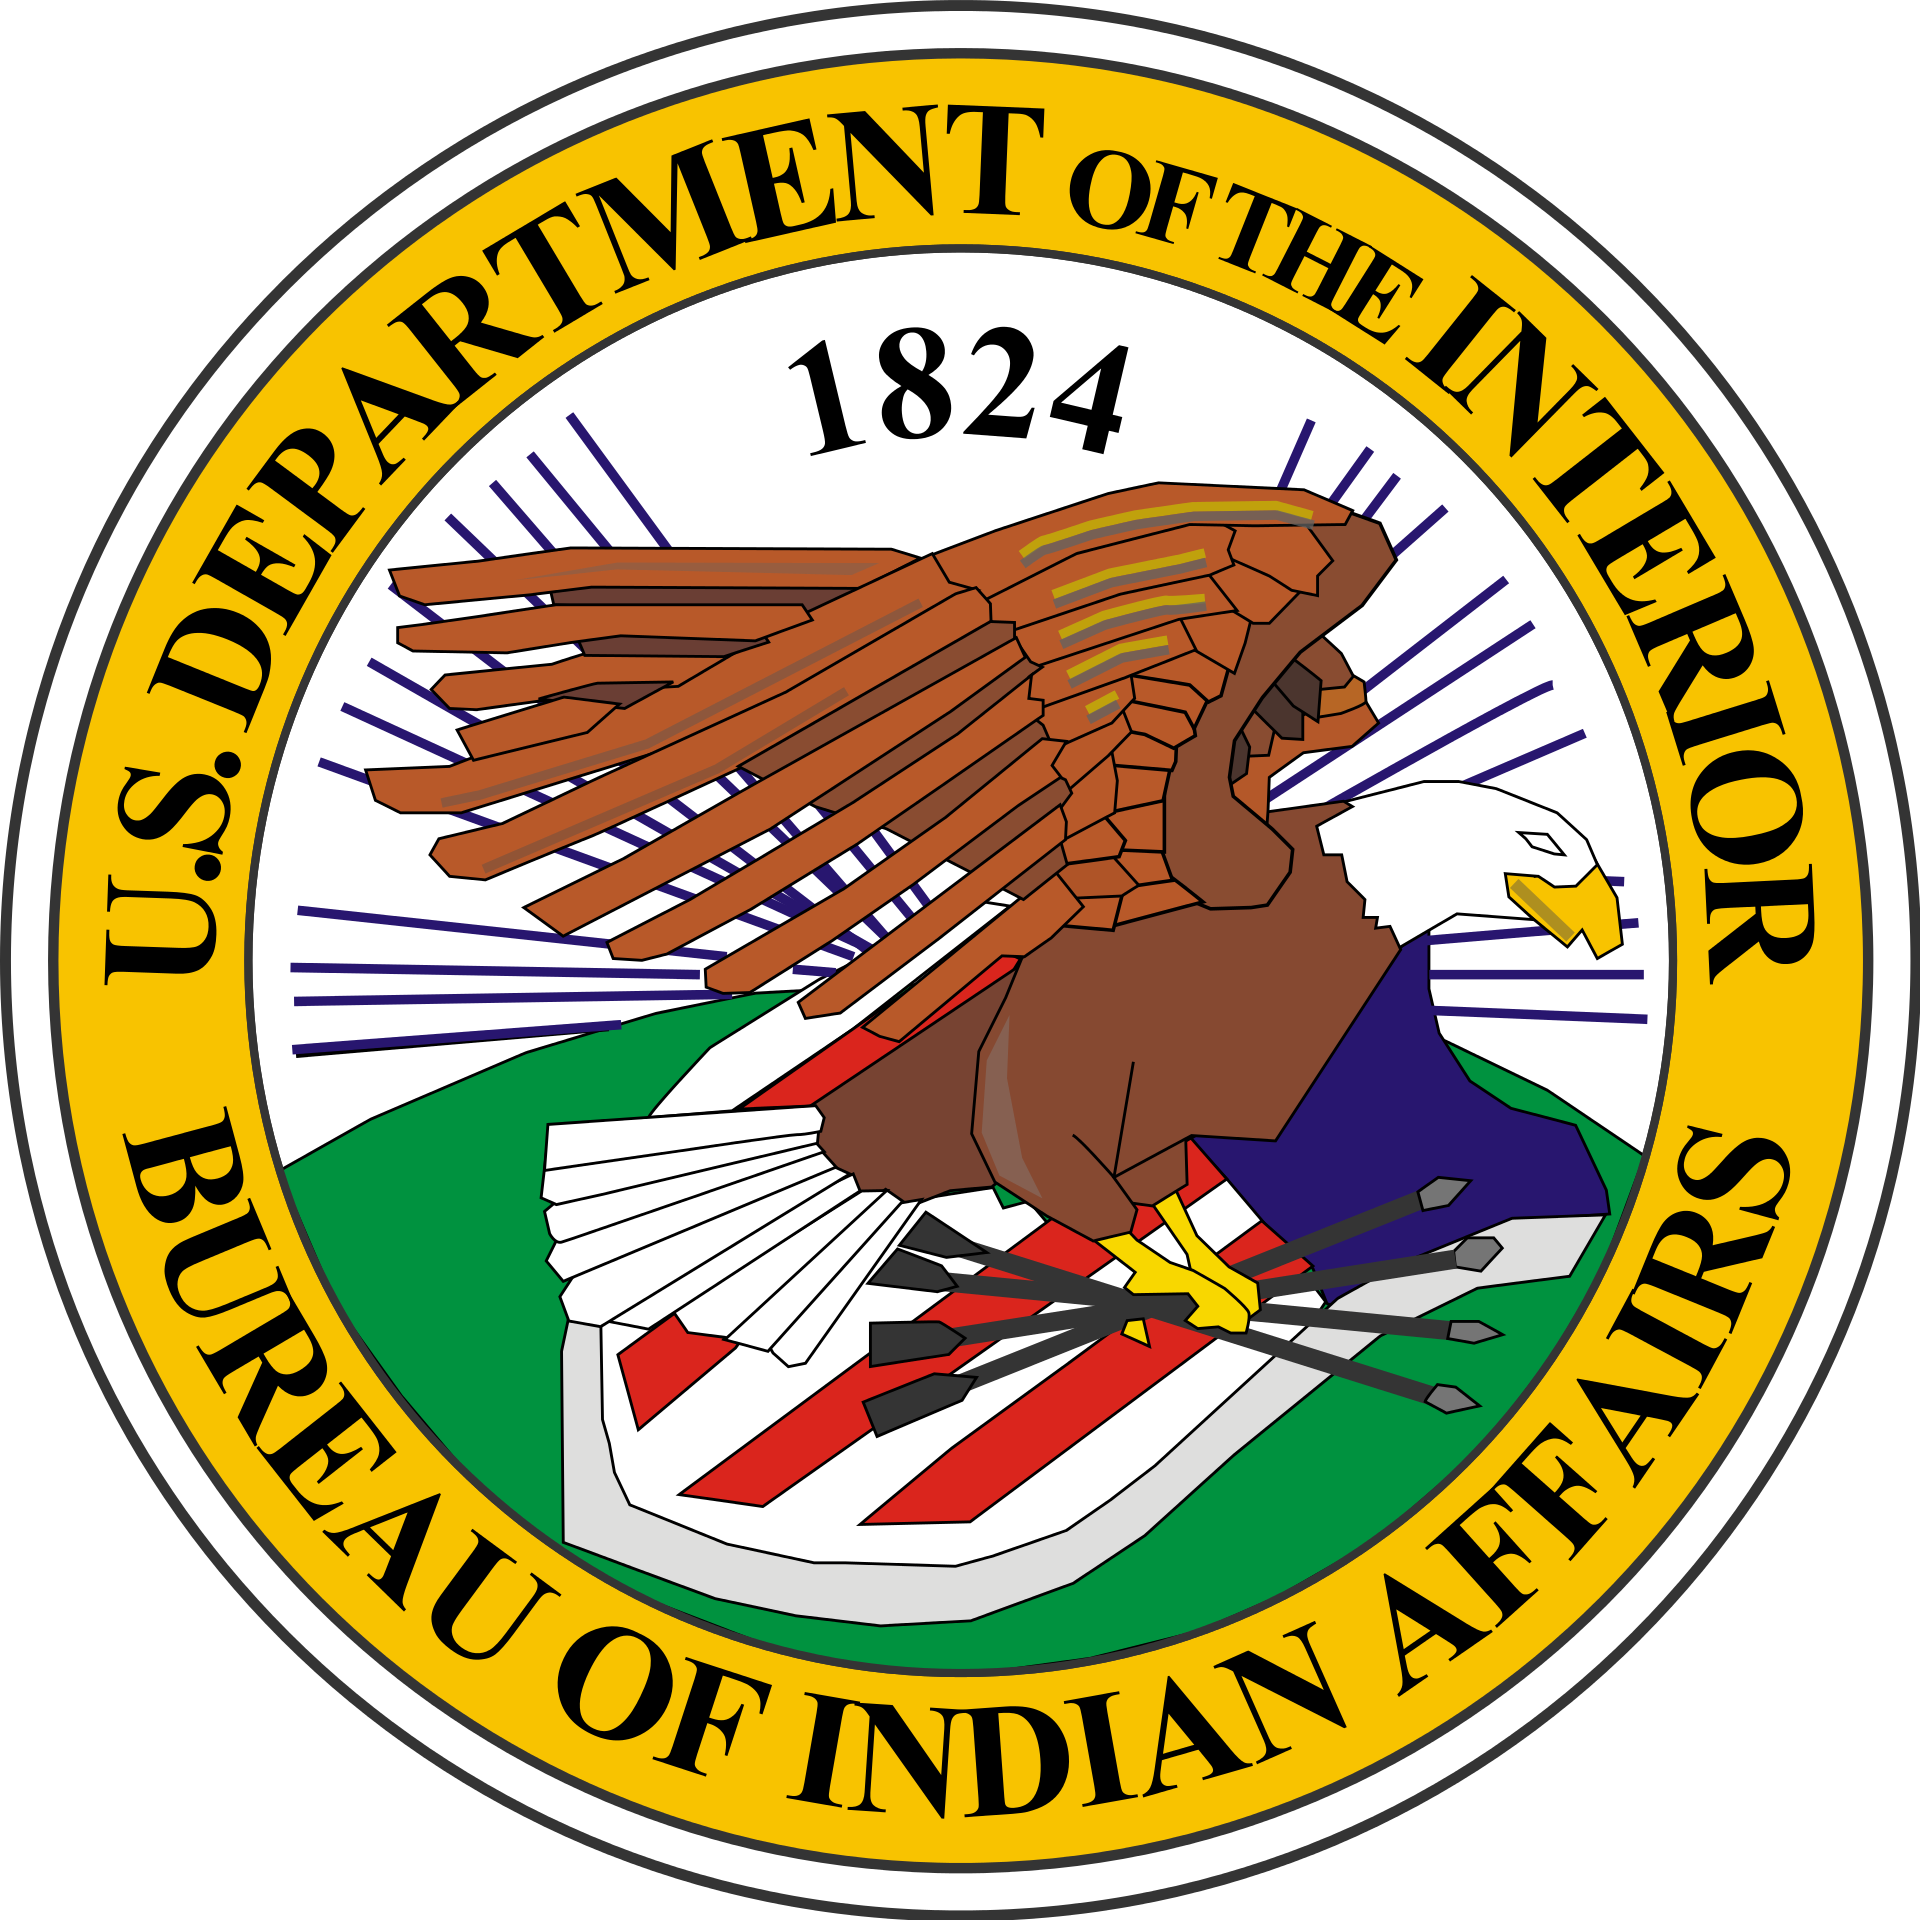 U.S. DEPARTMENT OF THE INTERIOR
1824
BUREAU OF INDIAN AFFAIRS